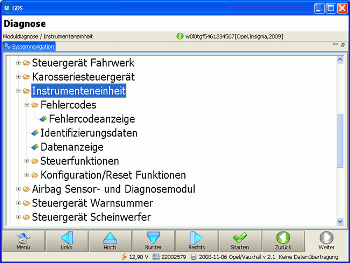 GDS
Diagnose
Moduldiagnose / Instrumenteneinheit
w0l0tgf5461234567[Opel,Insignia,2009]
Systemnavigation
Steuergerät Fahrwerk
Karosseriesteuergerät
Instrumenteneinheit
Fehlercodes
Fehlercodeanzeige
Identifizierungsdaten
Datenanzeige
Steuerfunktionen
Konfiguration/Reset Funktionen
Airbag Sensor- und Diagnosemodul
Steuergerät Warnsummer
Steuergerät Scheinwerfer
Menü
Links
Hoch
Runter
Rechts
Starten
Zurück
Weiter
12,90 V 22002579 2008-11-06 Opel/Vauxhall v.2.1 Keine Datenübertragung